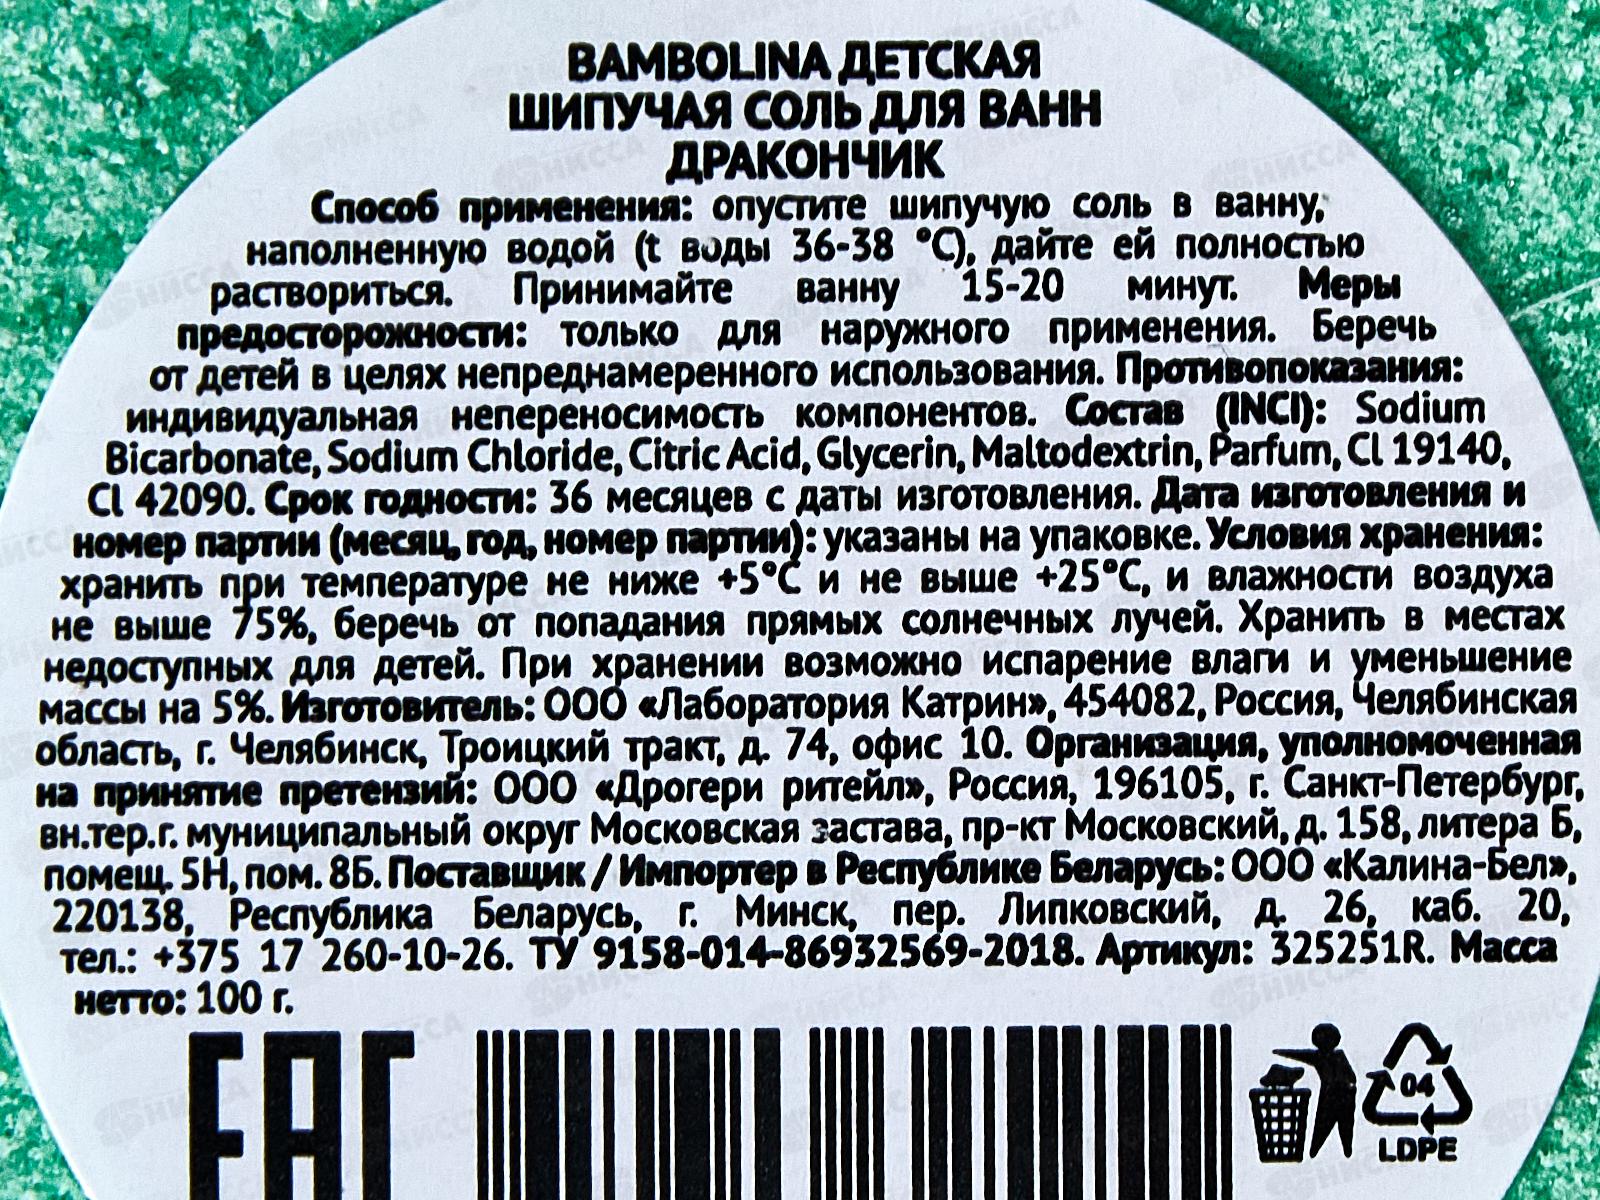 BAMBOLINA ДЕТСКАЯ
ШИПУЧАЯ СОЛЬ ДЛЯ ВАНН
ДРАКОНЧИК
Способ применения: опустите шипучую соль в ванну,
наполненную водой (t воды 36-38 °C), дайте ей полностью
раствориться. Принимайте ванну 15-20 минут. Меры
предосторожности: только для наружного применения. Беречь
от детей в целях непреднамеренного использования. Противопоказания:
индивидуальная непереносимость компонентов. Состав (INCI): Sodium
Bicarbonate, Sodium Chloride, Citric Acid, Glycerin, Maltodextrin, Parfum, Cl 19140,
Cl 42090. Срок годности: 36 месяцев с даты изготовления. Дата изготовления и
номер партии (месяц, год, номер партии): указаны на упаковке. Условия хранения:
хранить при температуре не ниже +5°C и не выше +25°C, и влажности воздуха
не выше 75%, беречь от попадания прямых солнечных лучей. Хранить в местах
недоступных для детей. При хранении возможно испарение влаги и уменьшение
массы на 5%. Изготовитель: ООО «Лаборатория Катрин», 454082, Россия, Челябинская
область, г. Челябинск, Троицкий тракт, д. 74, офис 10. Организация, уполномоченная
на принятие претензий: ООО «Дрогери ритейл», Россия, 196105, г. Санкт-Петербург,
вн.тер.г. муниципальный округ Московская застава, пр-кт Московский, д. 158, литера Б,
помещ. 5Н, пом. 8Б. Поставщик / Импортер в Республике Беларусь: ООО «Калина-Бел»,
220138, Республика Беларусь, г. Минск, пер. Липковский, д. 26, каб. 20,
тел.: +375 17 260-10-26. ТУ 9158-014-86932569-2018. Артикул: 325251R. Масса
нетто: 100 г.
EAC
04
LDPE